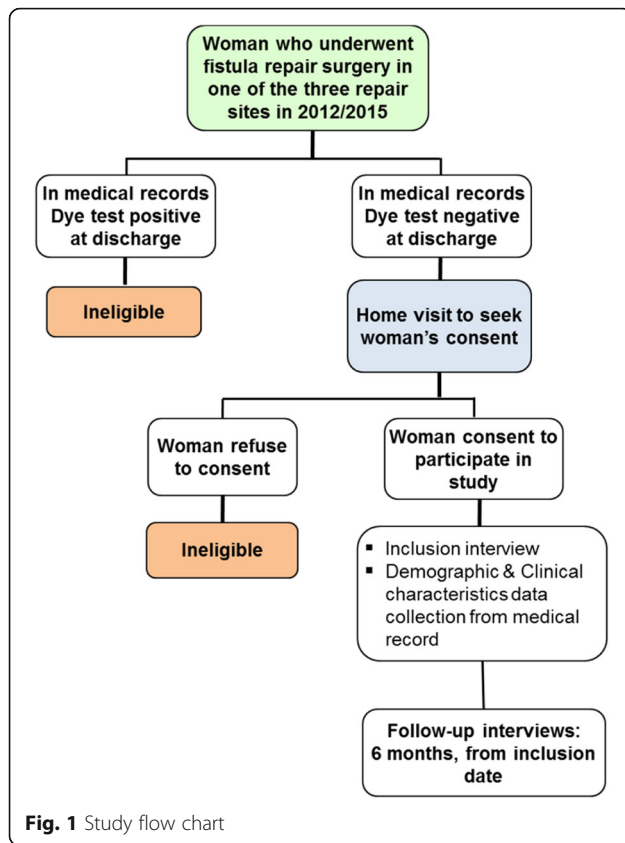 Woman who underwent
fistula repair surgery in
one of the three repair
sites in 2012/2015
In medical records
Dye test positive
at discharge
In medical records
Dye test negative
at discharge
Ineligible
Home visit to seek
woman's consent
Woman refuse
to consent
Woman consent to
participate in
study
Ineligible
▪ Inclusion interview
▪ Demographic & Clinical
characteristics data
collection from medical
record
Follow-up interviews:
6 months, from inclusion
date
Fig. 1 Study flow chart